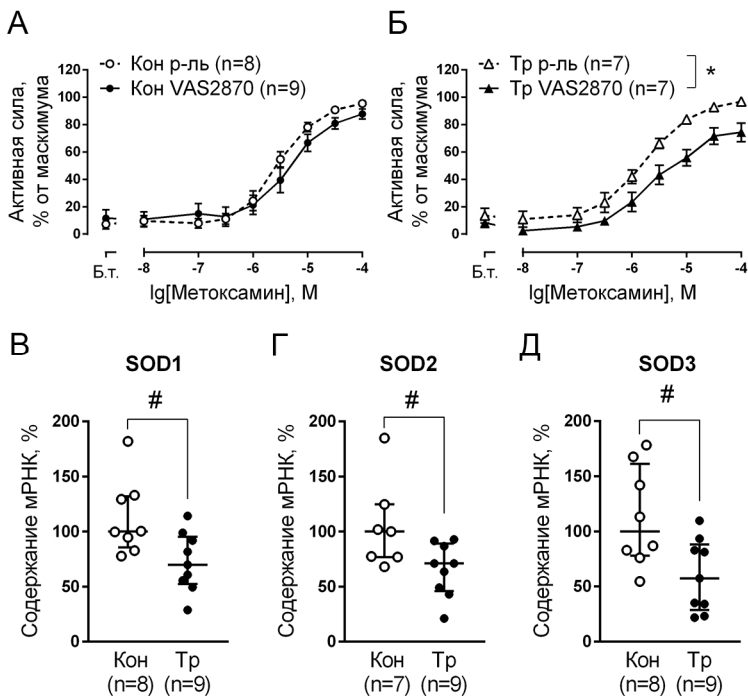 А
Кон р-ль (n=8)
Кон VAS2870 (n=9)
Активная сила,
% от маскимума
120
100
80
60
40
20
0
Б.т.
-8
-7
-6
-5
-4
lg[Метоксамин], М
Б
Тр р-ль (n=7)
Тр VAS2870 (n=7)
*
Активная сила,
% от маскимума
120
100
80
60
40
20
0
Б.т.
-8
-7
-6
-5
-4
lg[Метоксамин], М
В
SOD1
#
Содержание мРНК, %
200
150
100
50
0
Кон
(n=8)
Тр
(n=9)
Г
SOD2
#
Содержание мРНК, %
200
150
100
50
0
Кон
(n=7)
Тр
(n=9)
Д
SOD3
#
Содержание мРНК, %
200
150
100
50
0
Кон
(n=8)
Тр
(n=9)